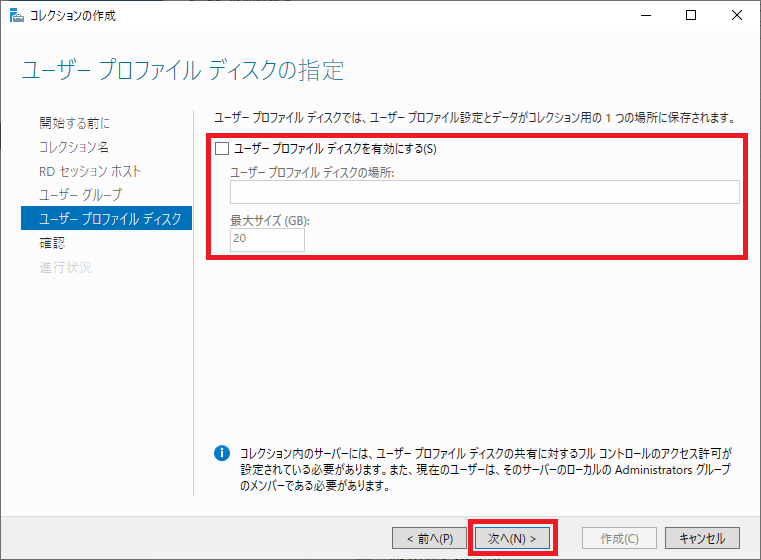 コレクションの作成
ユーザー プロファイル ディスクの指定
開始する前に
コレクション名
RD セッション ホスト
ユーザー グループ
ユーザー プロファイル ディスク
確認
進行状況
ユーザー プロファイル ディスクでは、ユーザー プロファイル設定とデータがコレクション用の 1 つの場所に保存されます。
ユーザー プロファイル ディスクを有効にする(S)
ユーザー プロファイル ディスクの場所:
最大サイズ (GB):
20
コレクション内のサーバーには、ユーザー プロファイル ディスクの共有に対するフル コントロールのアクセス許可が
設定されている必要があります。また、現在のユーザーは、そのサーバーのローカルの Administrators グループ
のメンバーである必要があります。
< 前へ(P)
次へ(N) >
作成(C)
キャンセル